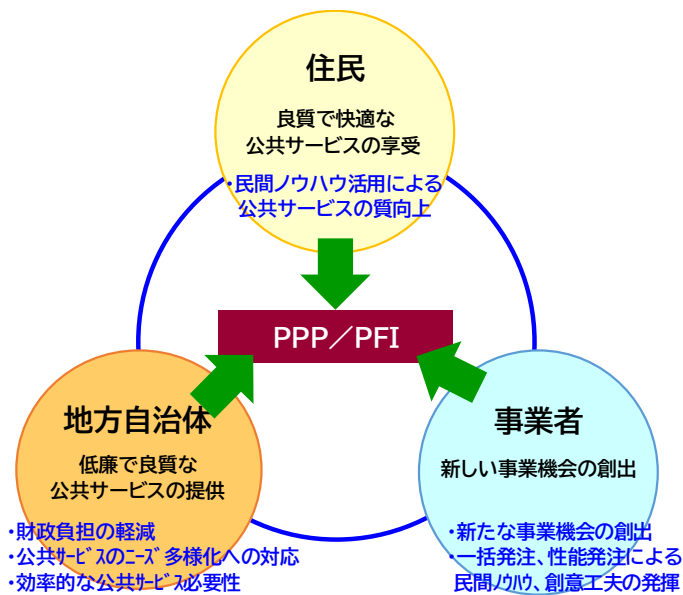 住民
良質で快適な
公共サービスの享受
・民間ノウハウ活用による
公共サービスの質向上
PPP／PFI
地方自治体
低廉で良質な
公共サービスの提供
・財政負担の軽減
・公共ｻｰﾋﾞｽのﾆｰｽﾞ多様化への対応
・効率的な公共ｻｰﾋﾞｽ必要性
事業者
新しい事業機会の創出
・新たな事業機会の創出
・一括発注、性能発注による
民間ﾉｳﾊｳ、創意工夫の発揮